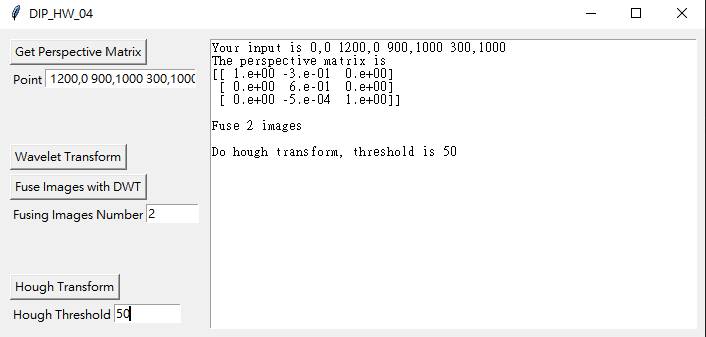 DIP_HW_04
Get Perspective Matrix
Point 1200,0 900,1000 300,1000
Wavelet Transform
Fuse Images with DWT
Fusing Images Number 2
Hough Transform
Hough Threshold 50
Your input is 0,0 1200,0 900,1000 300,1000
The perspective matrix is
[[ 1.e+00 -3.e-01 0.e+00]
[ 0.e+00 6.e-01 0.e+00]
[ 0.e+00 -5.e-04 1.e+00]]
Fuse 2 images
Do hough transform, threshold is 50